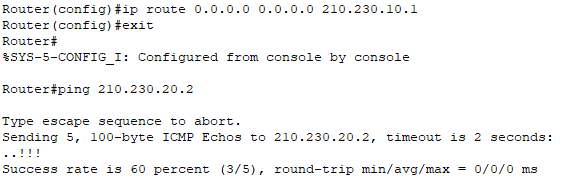 Router(config)#ip route 0.0.0.0 0.0.0.0 210.230.10.1
Router(config)#exit
Router#
%SYS-5-CONFIG_I: Configured from console by console
Router#ping 210.230.20.2
Type escape sequence to abort.
Sending 5, 100-byte ICMP Echos to 210.230.20.2, timeout is 2 seconds:
..!!!
Success rate is 60 percent (3/5), round-trip min/avg/max = 0/0/0 ms